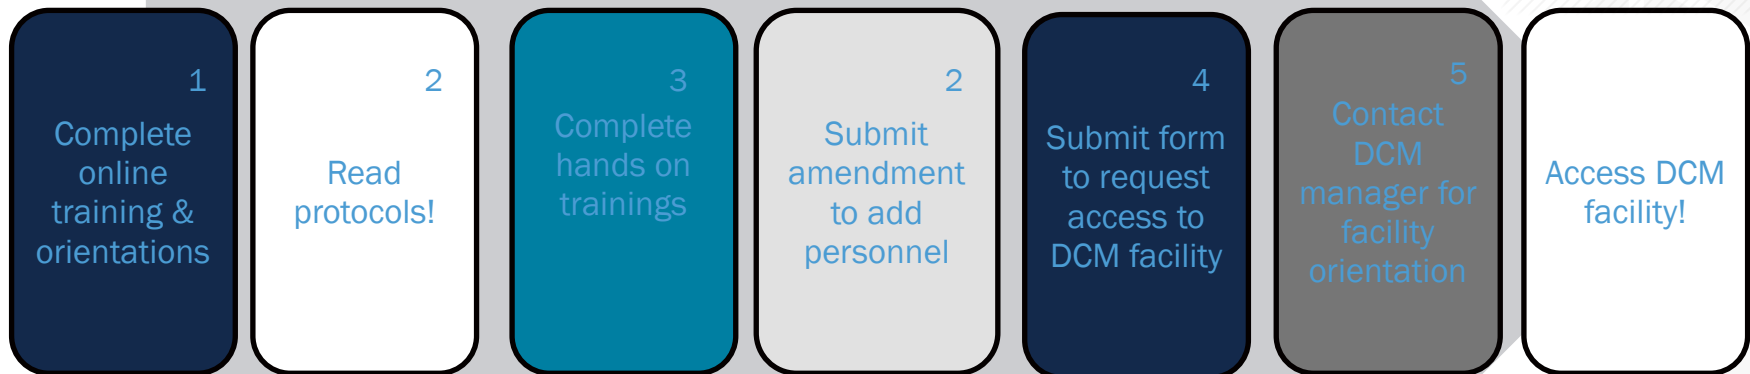 1
Complete
online
training &
orientations
2
Read
protocols!
3
Complete
hands on
trainings
2
Submit
amendment
to add
personnel
4
Submit form
to request
access to
DCM facility
5
Contact
DCM
manager for
facility
orientation
Access DCM
facility!